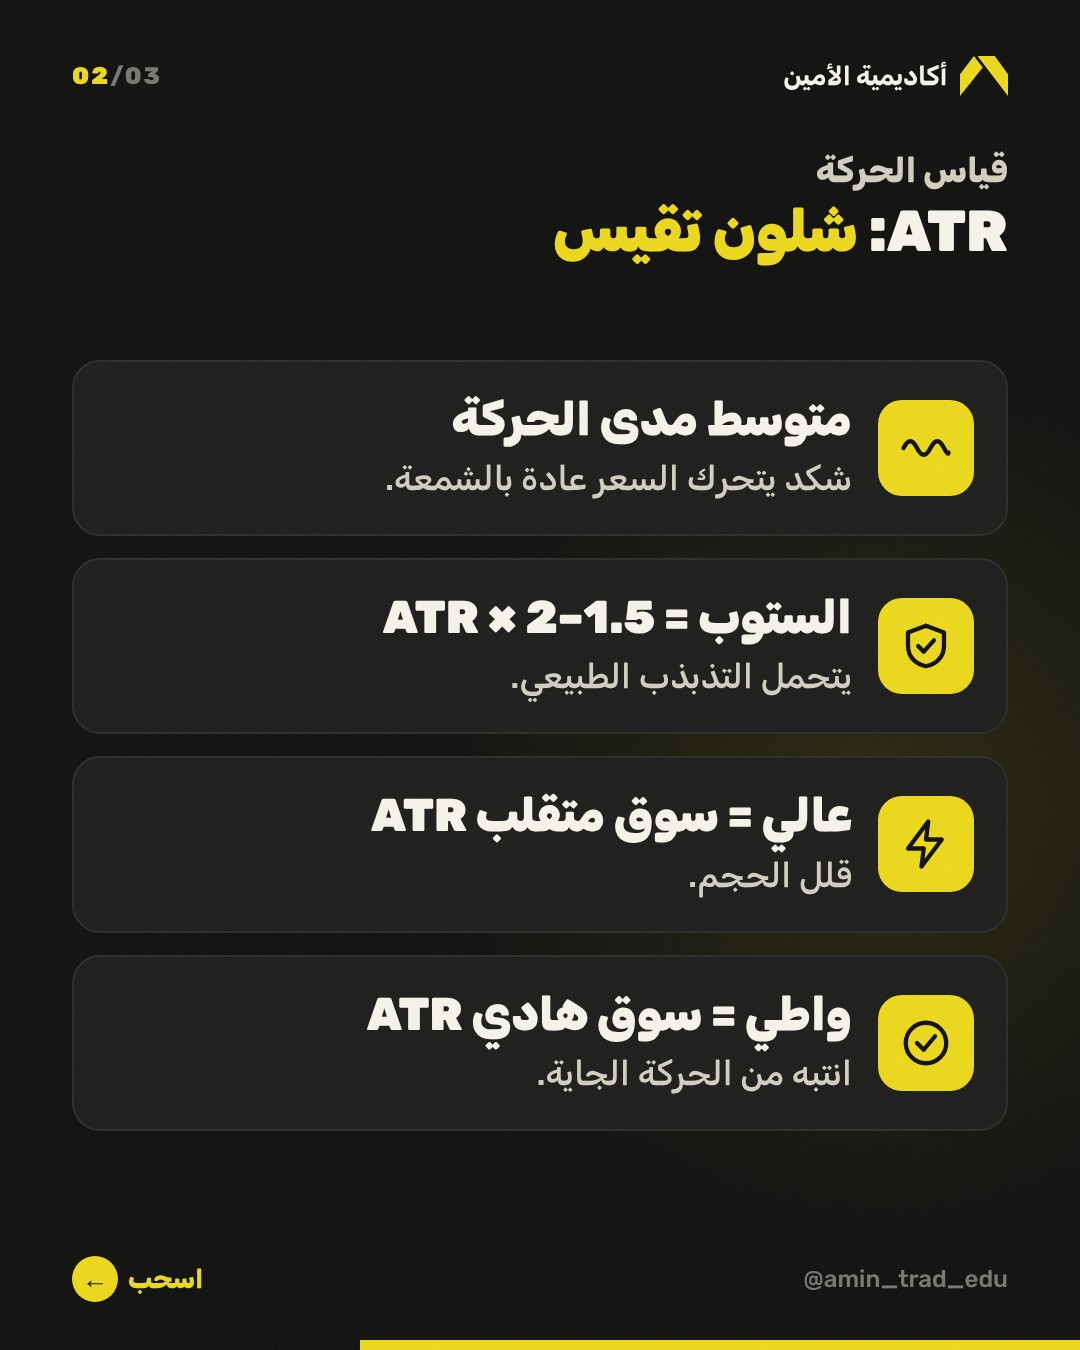 أكاديمية الأمين
02/03
قياس الحركة
ATR: شلون تقيس
متوسط مدى الحركة
شكد يتحرك السعر عادة بالشمعة.
الستوب = 1.5–2 × ATR
يتحمل التذبذب الطبيعي.
عالي = سوق متقلب ATR
قلل الحجم.
واطي = سوق هادي ATR
انتبه من الحركة الجاية.
اسحب ←
@amin_trad_edu